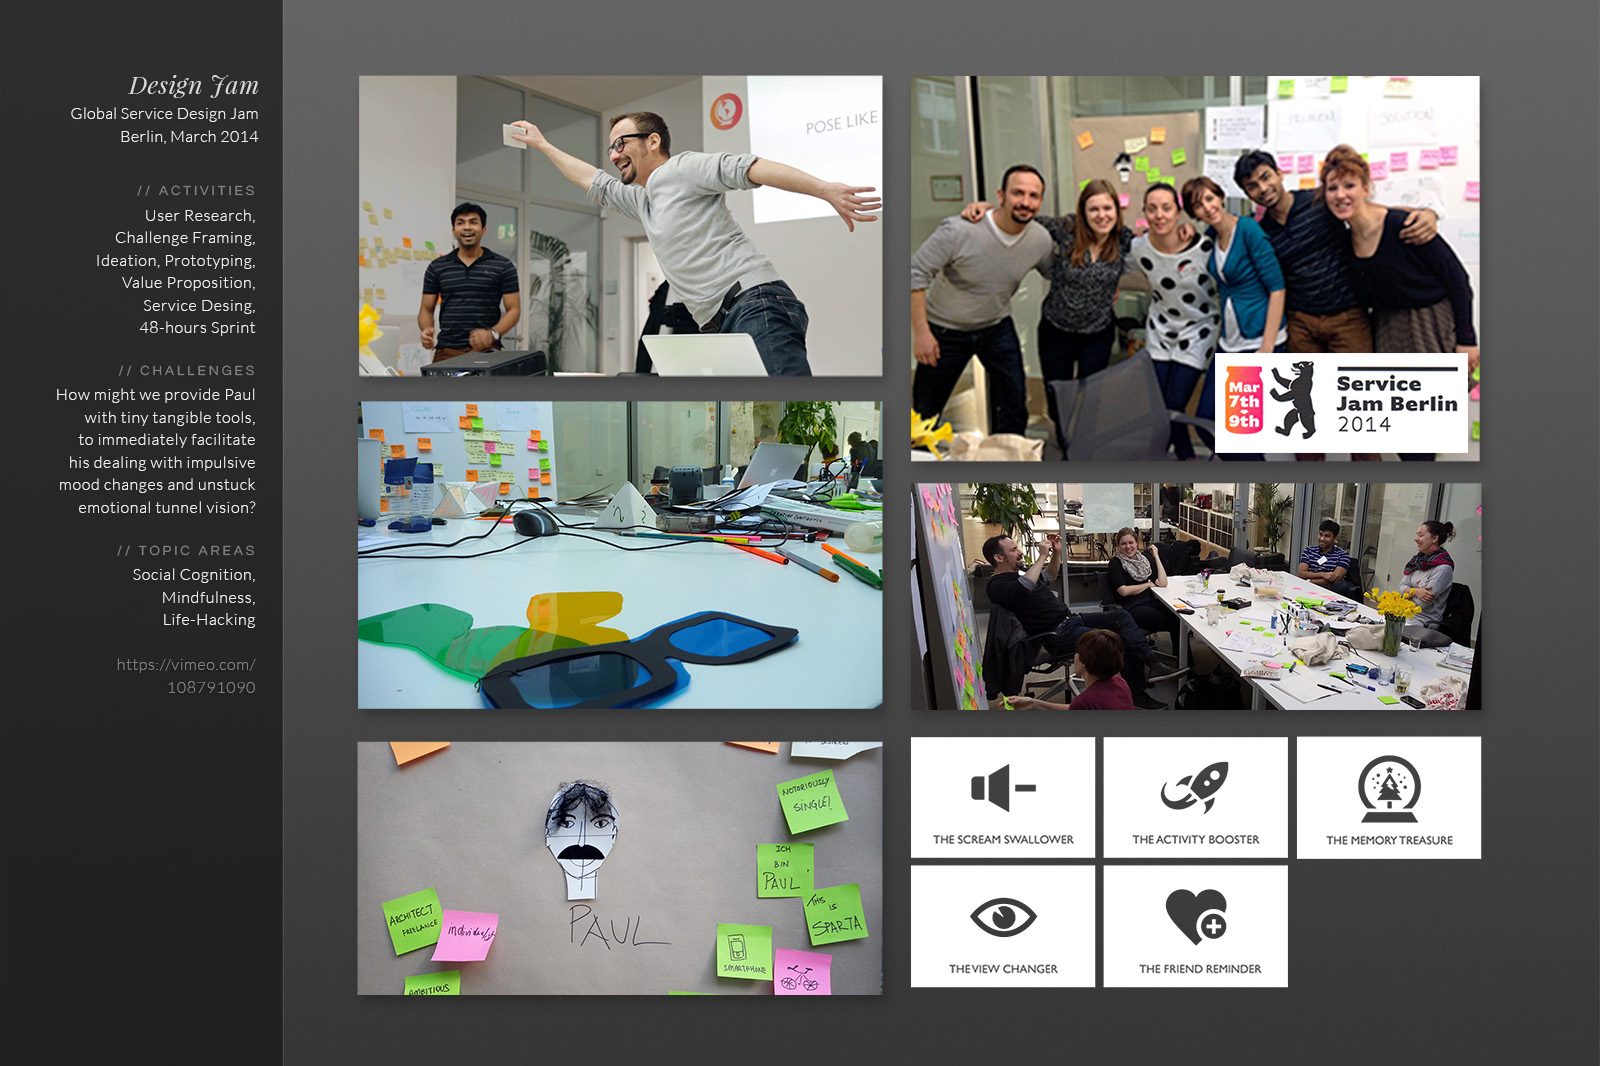 Design Jam
Global Service Design Jam
Berlin, March 2014
// ACTIVITIES
User Research,
Challenge Framing,
Ideation, Prototyping,
Value Proposition,
Service Desing,
48-hours Sprint
// CHALLENGES
How might we provide Paul
with tiny tangible tools,
to immediately facilitate
his dealing with impulsive
mood changes and unstuck
emotional tunnel vision?
// TOPIC AREAS
Social Cognition,
Mindfulness,
Life-Hacking
https://vimeo.com/
108791090
POSE LIKE
PROBLEM
SOLUTION
Mar
7th
9th
Service
Jam Berlin
2014
CREATIVE CONFIDENCE
NOTORIOUSLY
SINGLE!
ICH
BIN
PAUL
THIS
IS
SPARTA
ARCHITECT
FREELANCE
PAUL
SMARTPHONE
AMBITIOUS
THE SCREAM SWALLOWER
THE ACTIVITY BOOSTER
THE MEMORY TREASURE
THE VIEW CHANGER
THE FRIEND REMINDER